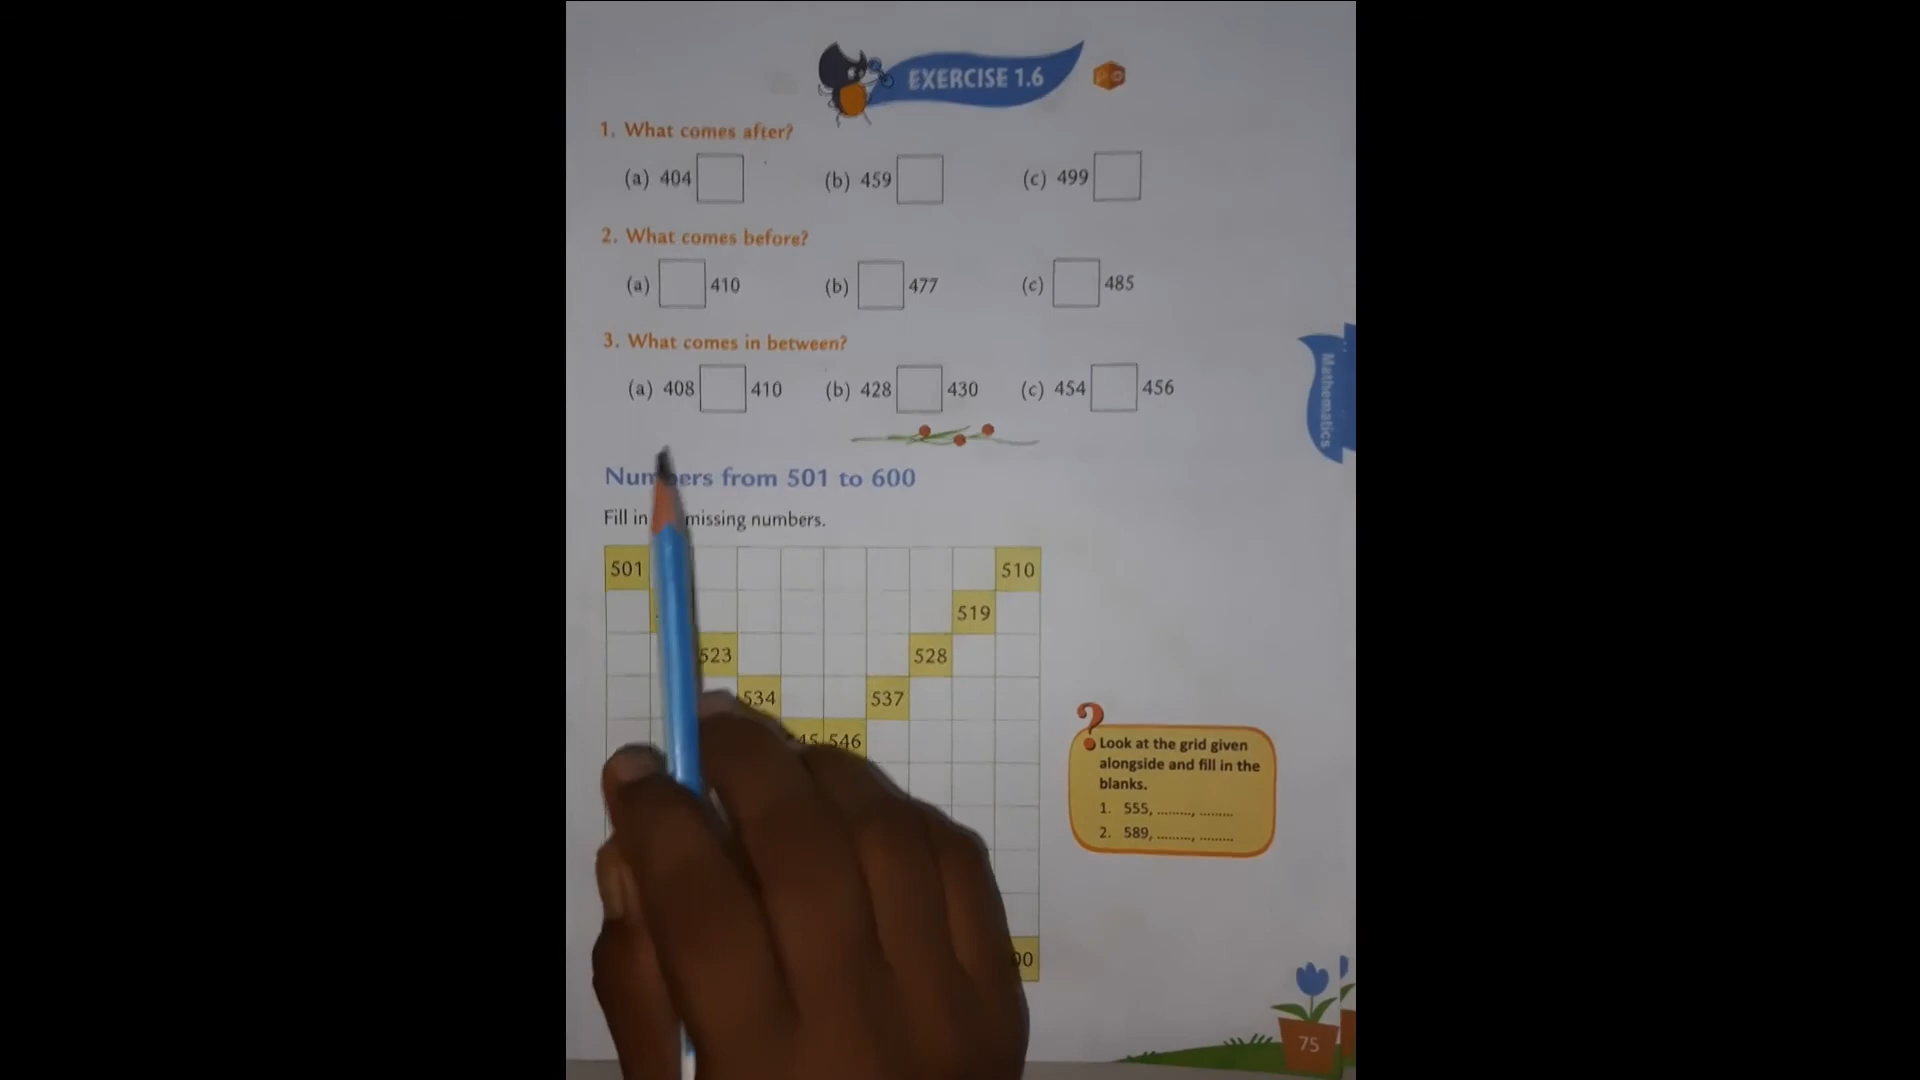 EXERCISE 1.6
1. What comes after?
(a) 404 (b) 459 (c) 499
2. What comes before?
(a) 410 (b) 477 (c) 485
3. What comes in between?
(a) 408 410 (b) 428 430 (c) 454 456
Mathematics
Numbers from 501 to 600
Fill in missing numbers.
501 510
519
523 528
534 537
546
Look at the grid given
alongside and fill in the
blanks.
1. 555, ........., .........
2. 589, ........., .........
75